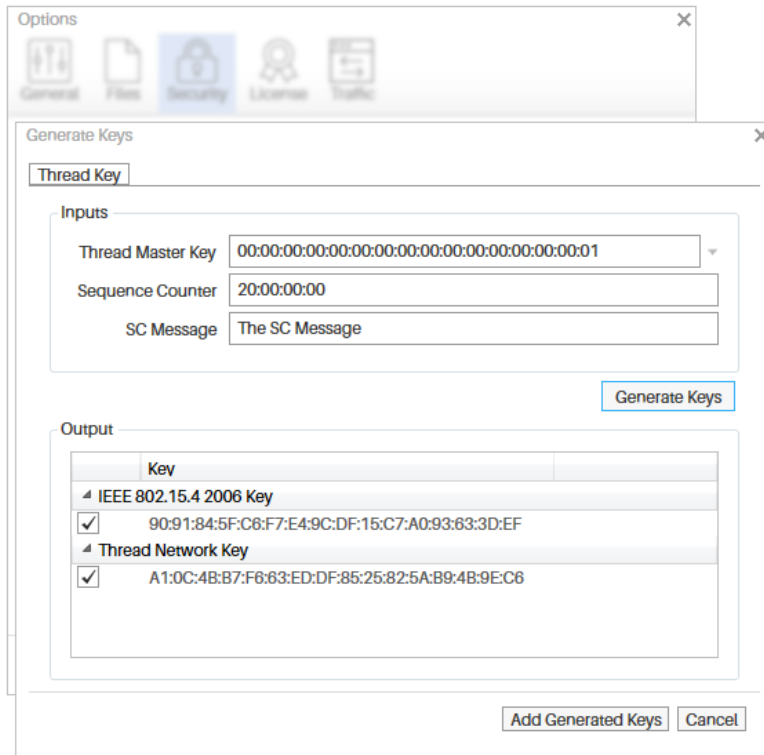 Options
General Files Security License Traffic
Generate Keys
Thread Key
Inputs
Thread Master Key 00:00:00:00:00:00:00:00:00:00:00:00:00:00:00:01
Sequence Counter 20:00:00:00
SC Message The SC Message
Generate Keys
Output
Key
IEEE 802.15.4 2006 Key
90:91:84:5F:C6:F7:E4:9C:DF:15:C7:A0:93:63:3D:EF
Thread Network Key
A1:0C:4B:B7:F6:63:ED:DF:85:25:82:5A:B9:4B:9E:C6
Add Generated Keys Cancel